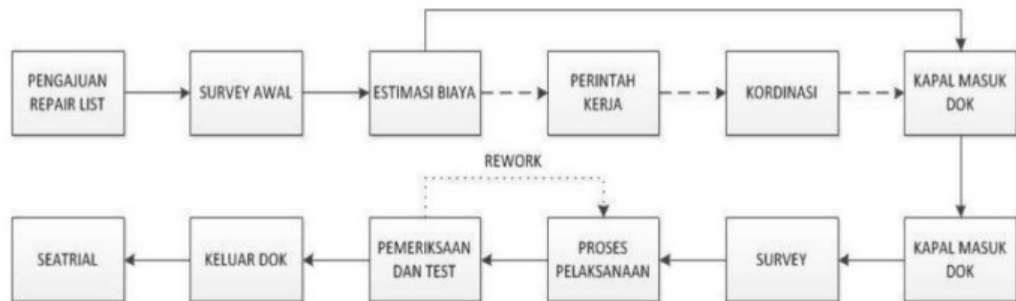 PENGAJUAN
REPAIR LIST
SURVEY AWAL
ESTIMASI BIAYA
PERINTAH
KERJA
KORDINASI
KAPAL MASUK
DOK
REWORK
SEATRIAL
KELUAR DOK
PEMERIKSAAN
DAN TEST
PROSES
PELAKSANAAN
SURVEY
KAPAL MASUK
DOK